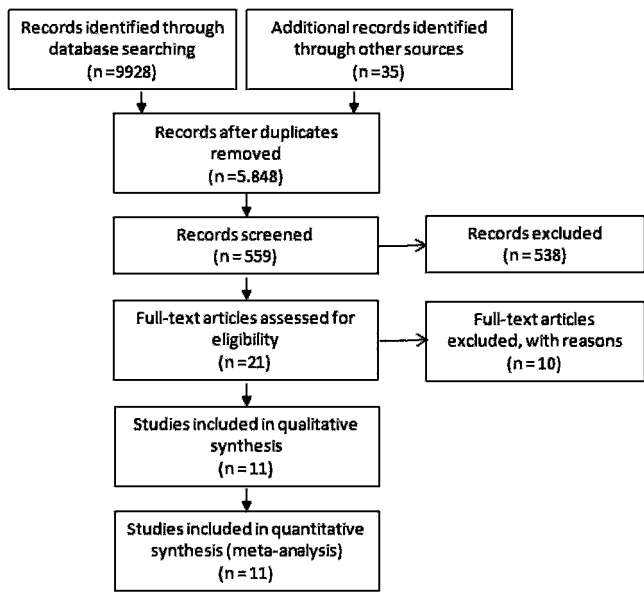 Records identified through
database searching
(n=9928)
Additional records identified
through other sources
(n=35)
Records after duplicates
removed
(n=5.848)
Records screened
(n=559)
Records excluded
(n=538)
Full-text articles assessed for
eligibility
(n=21)
Full-text articles
excluded, with reasons
(n=10)
Studies included in qualitative
synthesis
(n=11)
Studies included in quantitative
synthesis (meta-analysis)
(n=11)